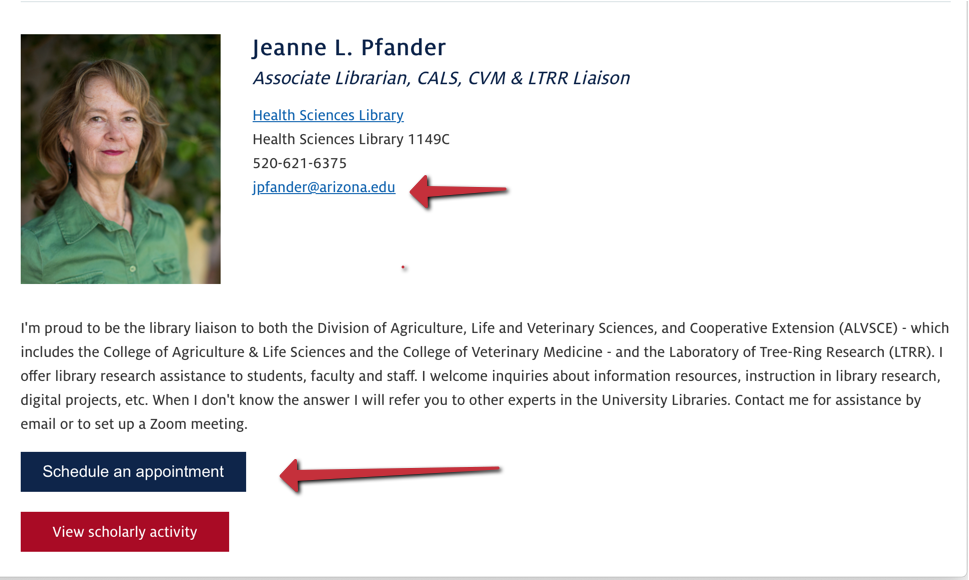 Jeanne L. Pfander
Associate Librarian, CALS, CVM & LTRR Liaison
Health Sciences Library
Health Sciences Library 1149C
520-621-6375
jpfander@arizona.edu
I'm proud to be the library liaison to both the Division of Agriculture, Life and Veterinary Sciences, and Cooperative Extension (ALVSCE) - which
includes the College of Agriculture & Life Sciences and the College of Veterinary Medicine - and the Laboratory of Tree-Ring Research (LTRR). I
offer library research assistance to students, faculty and staff. I welcome inquiries about information resources, instruction in library research,
digital projects, etc. When I don't know the answer I will refer you to other experts in the University Libraries. Contact me for assistance by
email or to set up a Zoom meeting.
Schedule an appointment
View scholarly activity